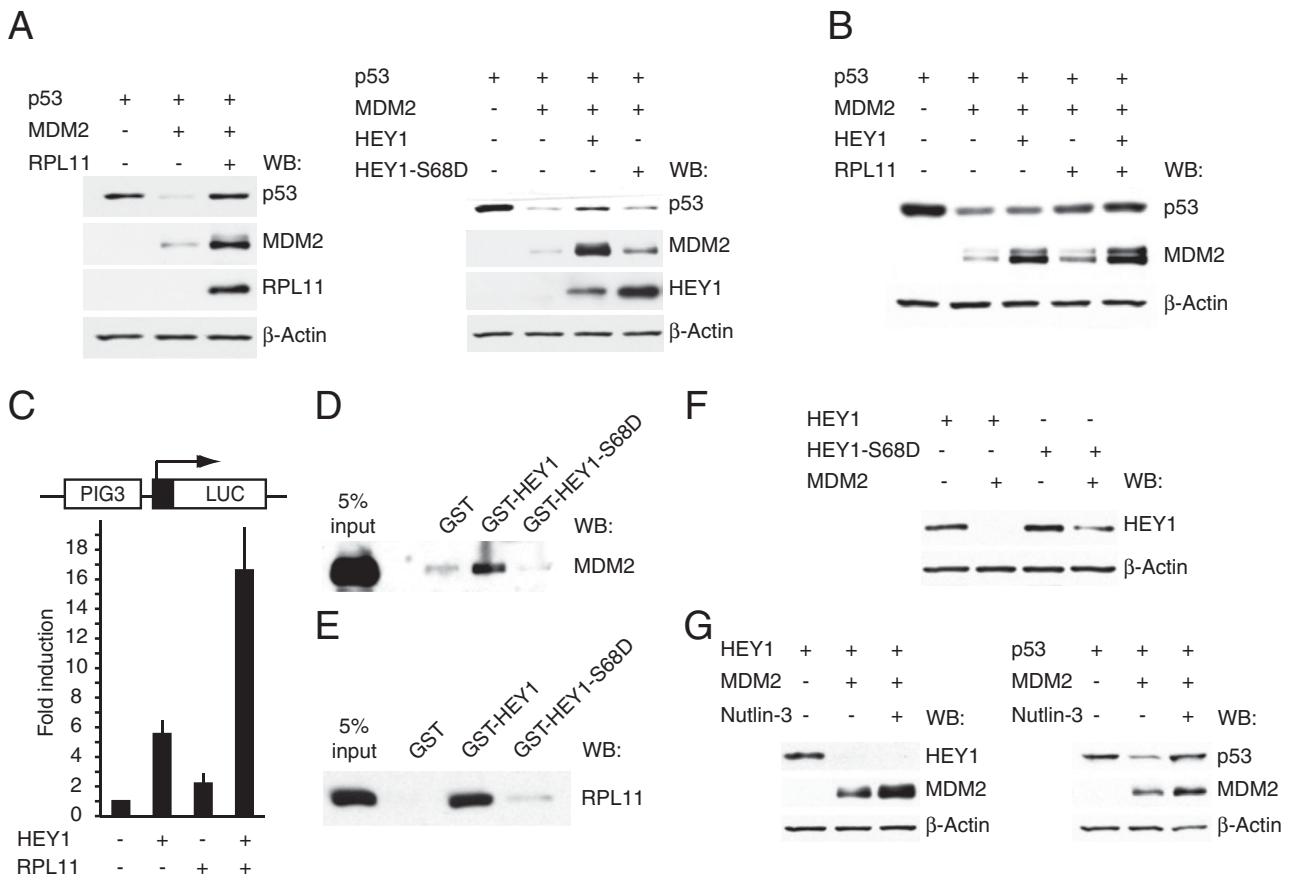 A
p53 + + +
MDM2 - + +
RPL11 - - + WB:
p53
MDM2
RPL11
β-Actin
p53 + + + +
MDM2 - + + +
HEY1 - - + -
HEY1-S68D - - - + WB:
p53
MDM2
HEY1
β-Actin
B
p53 + + + + +
MDM2 - + + + +
HEY1 - - + - +
RPL11 - - - + + WB:
p53
MDM2
β-Actin
C
PIG3 LUC
Fold induction
18
16
14
12
10
8
6
4
2
0
HEY1 - + - +
RPL11 - - + +
D
5% input GST GST-HEY1 GST-HEY1-S68D WB:
MDM2
E
5% input GST GST-HEY1 GST-HEY1-S68D WB:
RPL11
F
HEY1 + + - -
HEY1-S68D - - + +
MDM2 - + - + WB:
HEY1
β-Actin
G
HEY1 + + +
MDM2 - + +
Nutlin-3 - - + WB:
HEY1
MDM2
β-Actin
p53 + + +
MDM2 - + +
Nutlin-3 - - + WB:
p53
MDM2
β-Actin